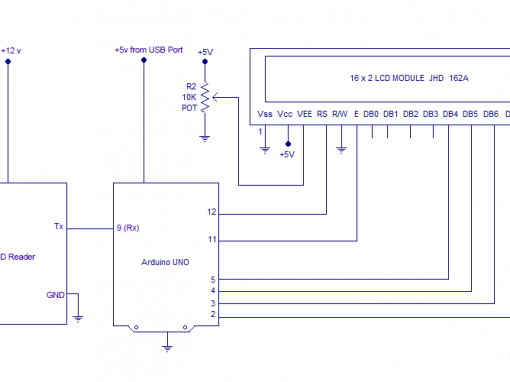 +12 v
+5v from USB Port
+5V
R2
10K
POT
16 x 2 LCD MODULE JHD 162A
Vss Vcc VEE RS R/W E DB0 DB1 DB2 DB3 DB4 DB5 DB6
1
+5V
Tx
9 (Rx)
12
11
D Reader
Arduino UNO
GND
5
4
3
2